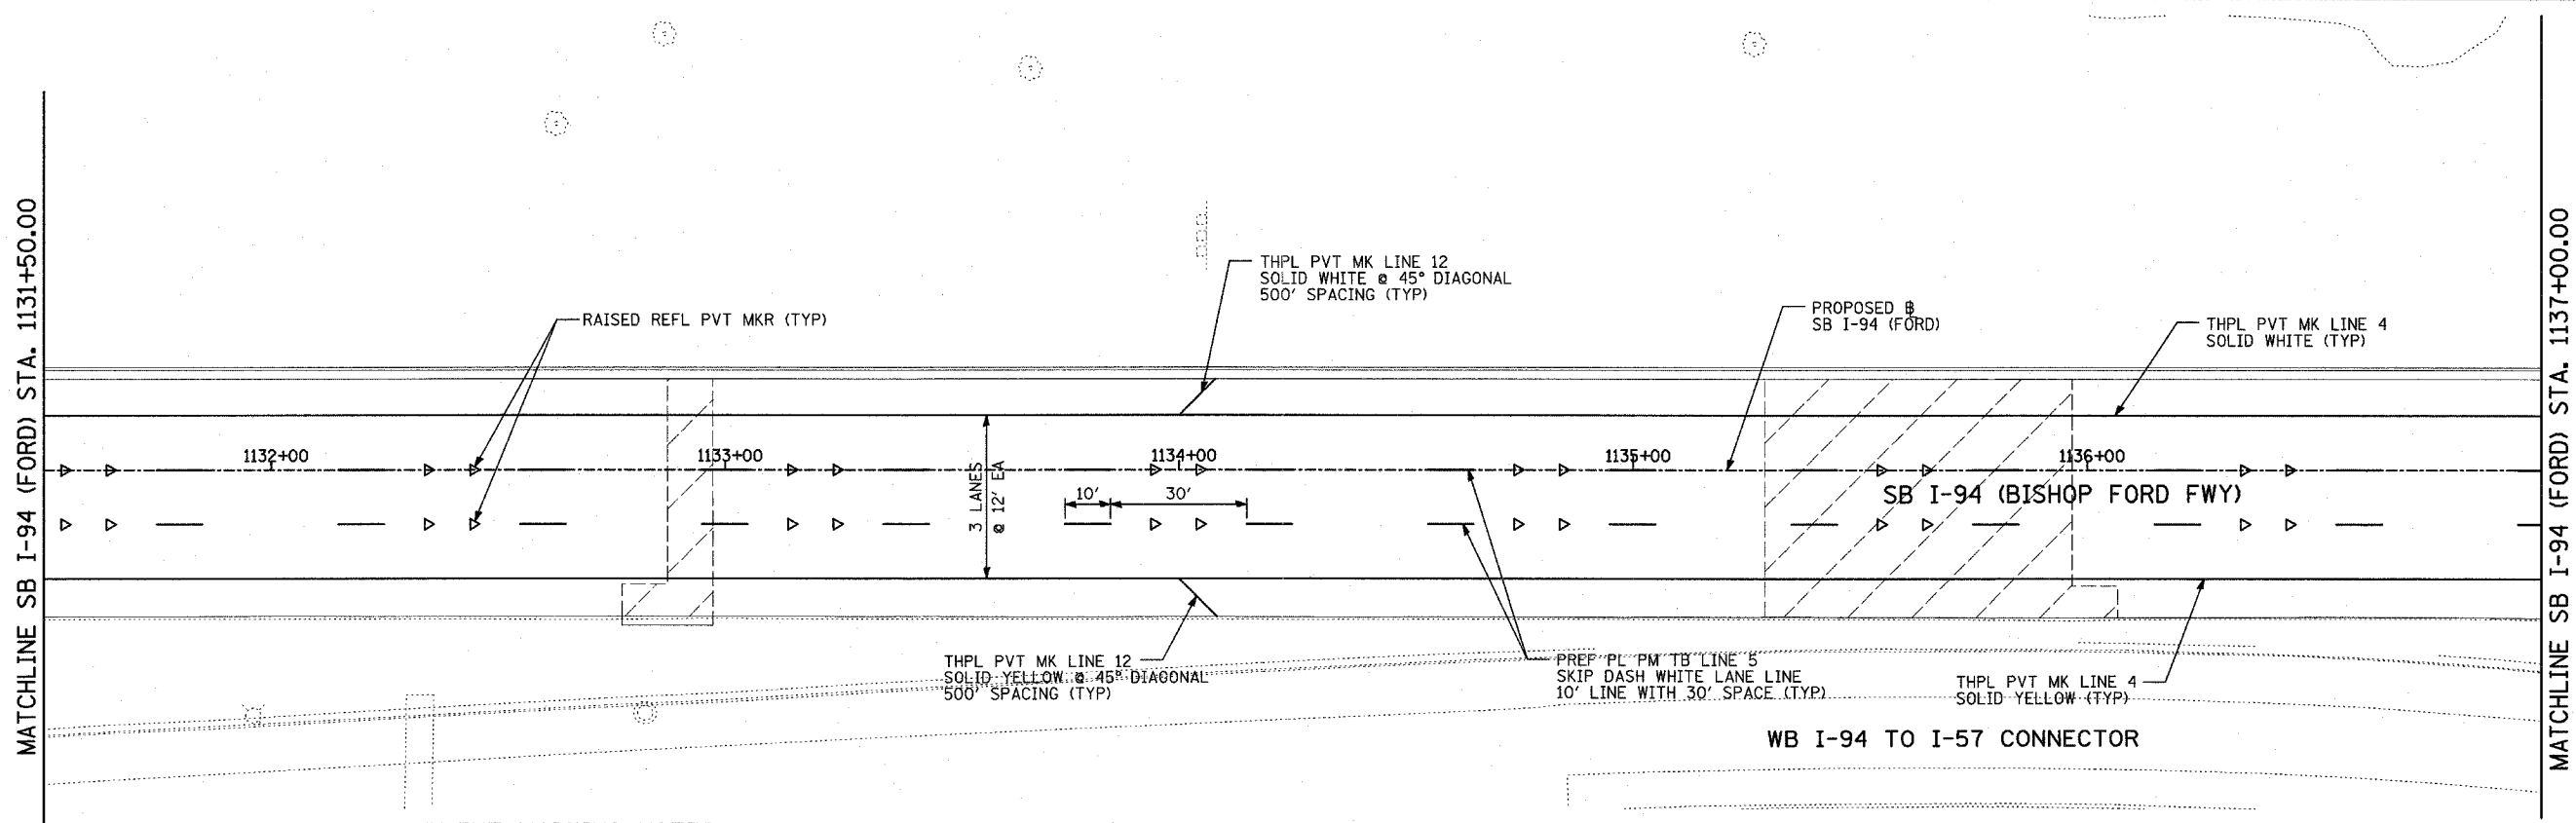 MATCHLINE SB I-94 (FORD) STA. 1131+50.00
RAISED REFL PVT MKR (TYP)
THPL PVT MK LINE 12
SOLID WHITE @ 45° DIAGONAL
500' SPACING (TYP)
PROPOSED ℄
SB I-94 (FORD)
THPL PVT MK LINE 4
SOLID WHITE (TYP)
1132+00
1133+00
1134+00
1135+00
1136+00
3 LANES
@ 12' EA
10'
30'
SB I-94 (BISHOP FORD FWY)
THPL PVT MK LINE 12
SOLID YELLOW @ 45° DIAGONAL
500' SPACING (TYP)
PREF PL PM TB LINE 5
SKIP DASH WHITE LANE LINE
10' LINE WITH 30' SPACE (TYP)
THPL PVT MK LINE 4
SOLID YELLOW (TYP)
WB I-94 TO I-57 CONNECTOR
MATCHLINE SB I-94 (FORD) STA. 1137+00.00